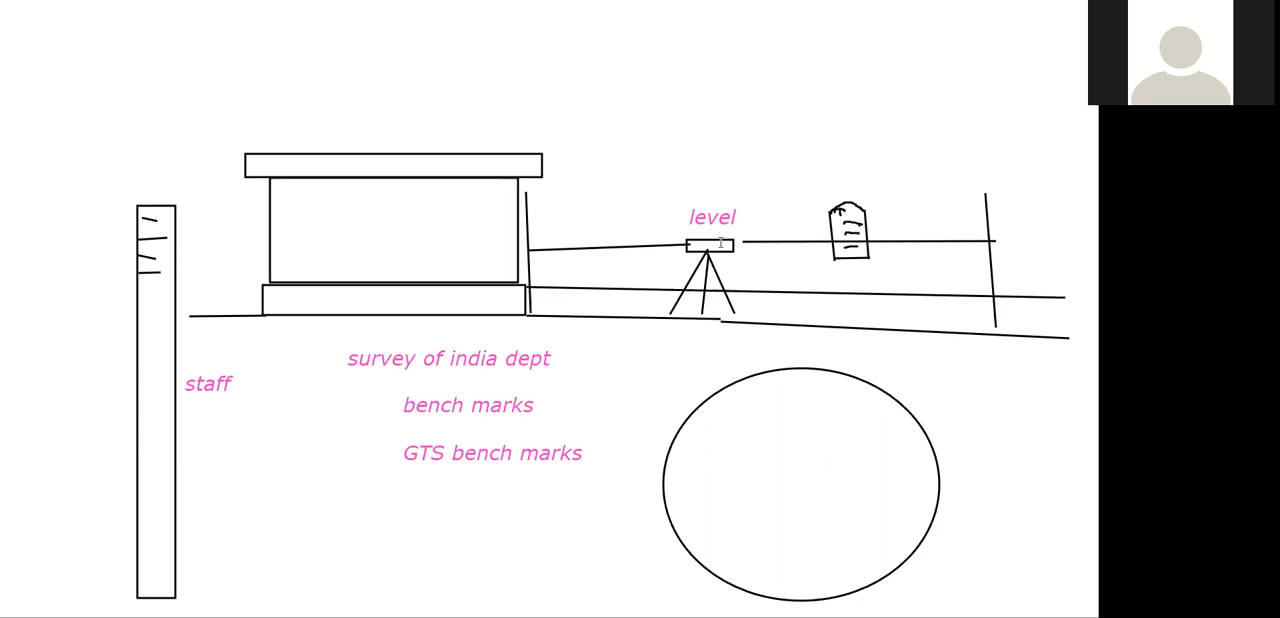 level
survey of india dept
staff
bench marks
GTS bench marks